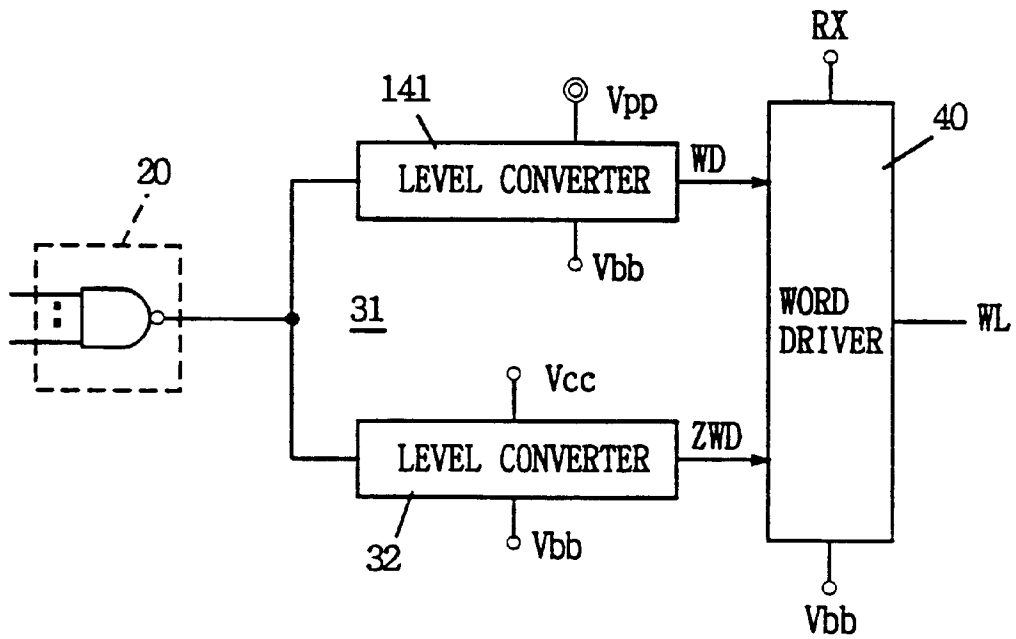 RX
141
Vpp
40
20
LEVEL CONVERTER
WD
Vbb
31
WORD
DRIVER
WL
Vcc
LEVEL CONVERTER
ZWD
32
Vbb
Vbb